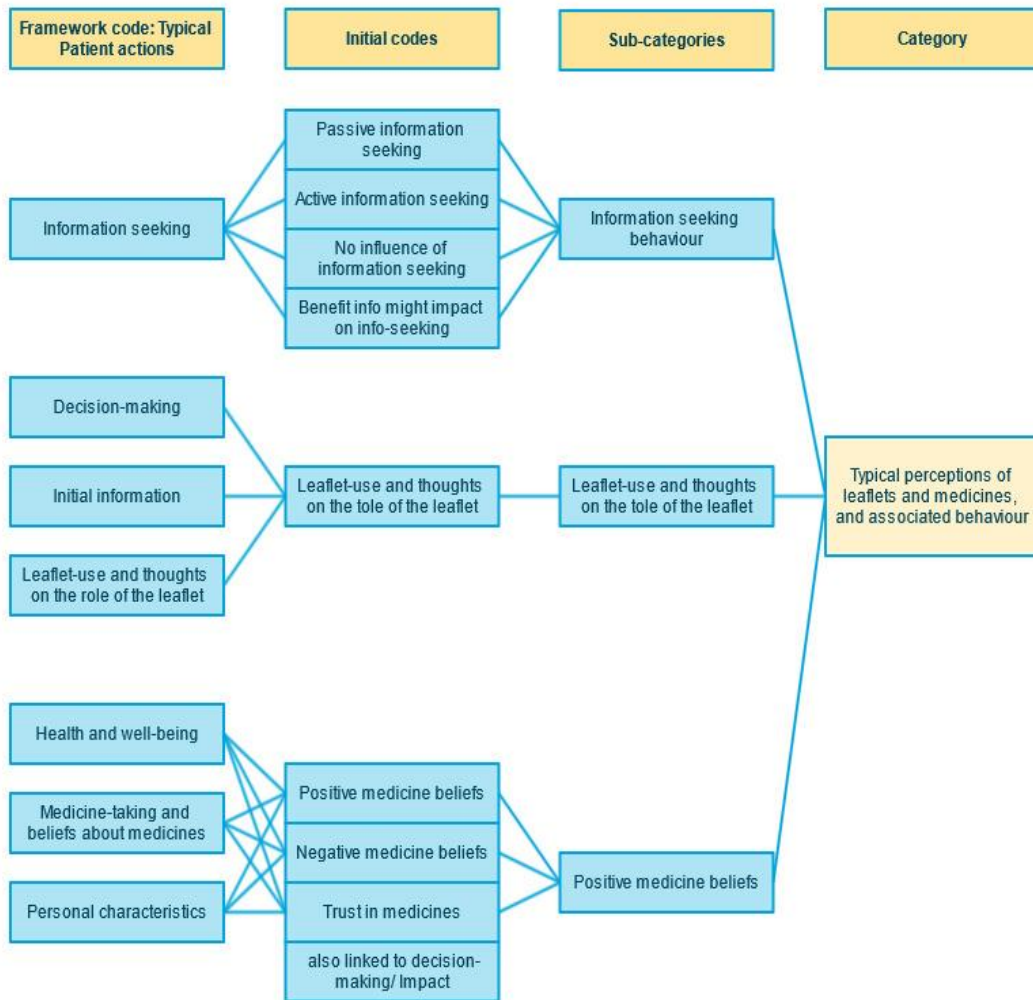 Framework code: Typical
Patient actions
Initial codes
Sub-categories
Category
Information seeking
Passive information
seeking
Active information seeking
No influence of
information seeking
Benefit info might impact
on info-seeking
Information seeking
behaviour
Decision-making
Initial information
Leaflet-use and thoughts
on the role of the leaflet
Leaflet-use and thoughts
on the tole of the leaflet
Leaflet-use and thoughts
on the tole of the leaflet
Typical perceptions of
leaflets and medicines,
and associated behaviour
Health and well-being
Medicine-taking and
beliefs about medicines
Personal characteristics
Positive medicine beliefs
Negative medicine beliefs
Trust in medicines
also linked to decision-
making/ Impact
Positive medicine beliefs